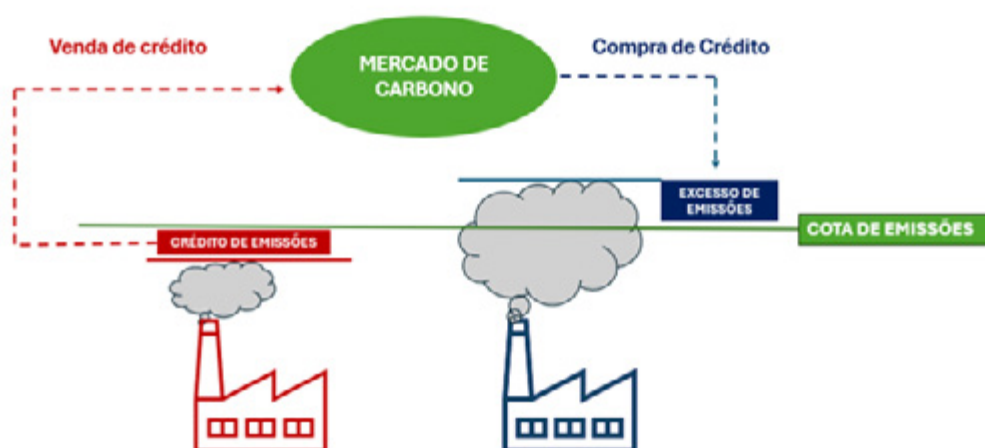 Venda de crédito
MERCADO DE
CARBONO
Compra de Crédito
EXCESSO DE
EMISSÕES
COTA DE EMISSÕES
CRÉDITO DE EMISSÕES